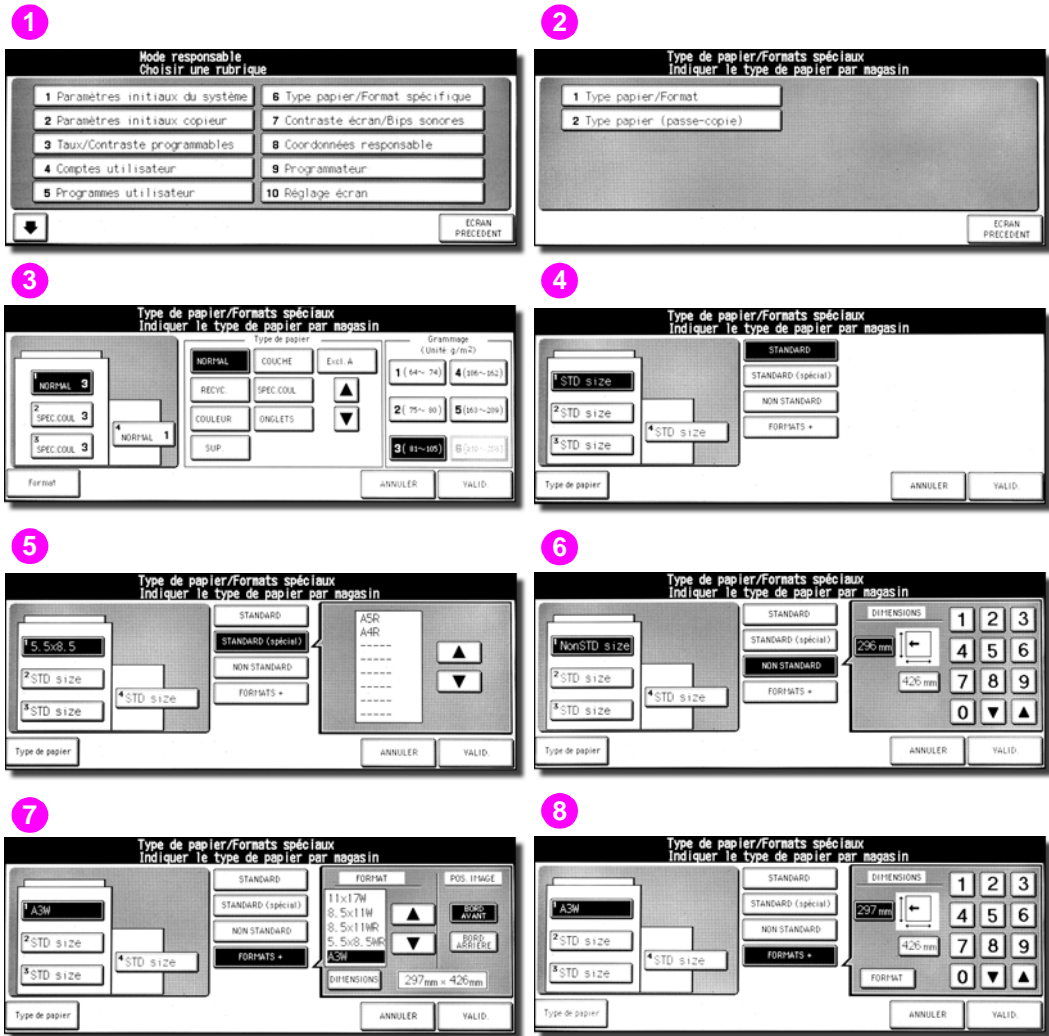 1
Mode responsable
Choisir une rubrique
1 Paramètres initiaux du système
6 Type papier/Format spécifique
2 Paramètres initiaux copieur
7 Contraste écran/Bips sonores
3 Taux/Contraste programmables
8 Coordonnées responsable
4 Comptes utilisateur
9 Programmateur
5 Programmes utilisateur
10 Réglage écran
ECRAN
PRECEDENT
2
Type de papier/Formats spéciaux
Indiquer le type de papier par magasin
1 Type papier/Format
2 Type papier (passe-copie)
ECRAN
PRECEDENT
3
Type de papier/Formats spéciaux
Indiquer le type de papier par magasin
1 NORMAL 3
2 SPEC.COUL 3
3 SPEC.COUL 3
4 NORMAL 1
Type de papier
NORMAL
COUCHE
Excl. A
RECYC.
SPEC.COUL
COULEUR
ONGLETS
SUP.
Grammage
(Unité g/m2)
1 (64~ 74)
4 (106~162)
2 ( 75~ 80)
5 (163~209)
3 ( 81~105)
Format
ANNULER
VALID.
4
Type de papier/Formats spéciaux
Indiquer le type de papier par magasin
1 STD size
2 STD size
3 STD size
4 STD size
STANDARD
STANDARD (spécial)
NON STANDARD
FORMATS +
Type de papier
ANNULER
VALID.
5
Type de papier/Formats spéciaux
Indiquer le type de papier par magasin
1 5.5x8.5
2 STD size
3 STD size
4 STD size
STANDARD
STANDARD (spécial)
NON STANDARD
FORMATS +
A5R
A4R
-----
-----
-----
-----
-----
Type de papier
ANNULER
VALID.
6
Type de papier/Formats spéciaux
Indiquer le type de papier par magasin
1 NonSTD size
2 STD size
3 STD size
4 STD size
STANDARD
STANDARD (spécial)
NON STANDARD
FORMATS +
DIMENSIONS
296 mm
426 mm
1 2 3
4 5 6
7 8 9
0
Type de papier
ANNULER
VALID.
7
Type de papier/Formats spéciaux
Indiquer le type de papier par magasin
1 A3W
2 STD size
3 STD size
4 STD size
STANDARD
STANDARD (spécial)
NON STANDARD
FORMATS +
FORMAT
11x17W
8.5x11W
8.5x11WR
5.5x8.5WR
A3W
POS. IMAGE
BORD
AVANT
BORD
ARRIERE
DIMENSIONS
297mm × 426mm
Type de papier
ANNULER
VALID.
8
Type de papier/Formats spéciaux
Indiquer le type de papier par magasin
1 A3W
2 STD size
3 STD size
4 STD size
STANDARD
STANDARD (spécial)
NON STANDARD
FORMATS +
DIMENSIONS
297 mm
426 mm
FORMAT
1 2 3
4 5 6
7 8 9
0
Type de papier
ANNULER
VALID.